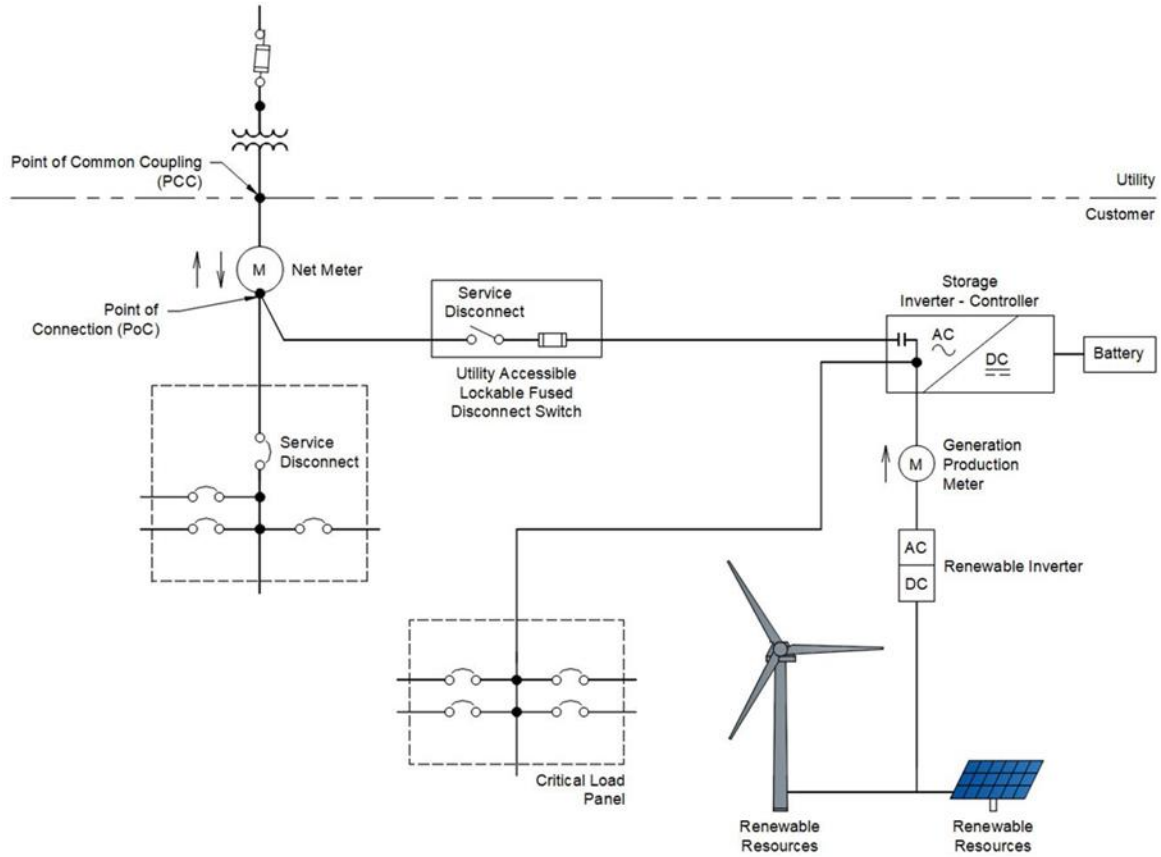 Point of Common Coupling
(PCC)
Utility
Customer
M
Net Meter
Point of
Connection (PoC)
Service
Disconnect
Utility Accessible
Lockable Fused
Disconnect Switch
Storage
Inverter - Controller
AC
DC
Battery
Service
Disconnect
M
Generation
Production
Meter
AC
DC
Renewable Inverter
Critical Load
Panel
Renewable
Resources
Renewable
Resources